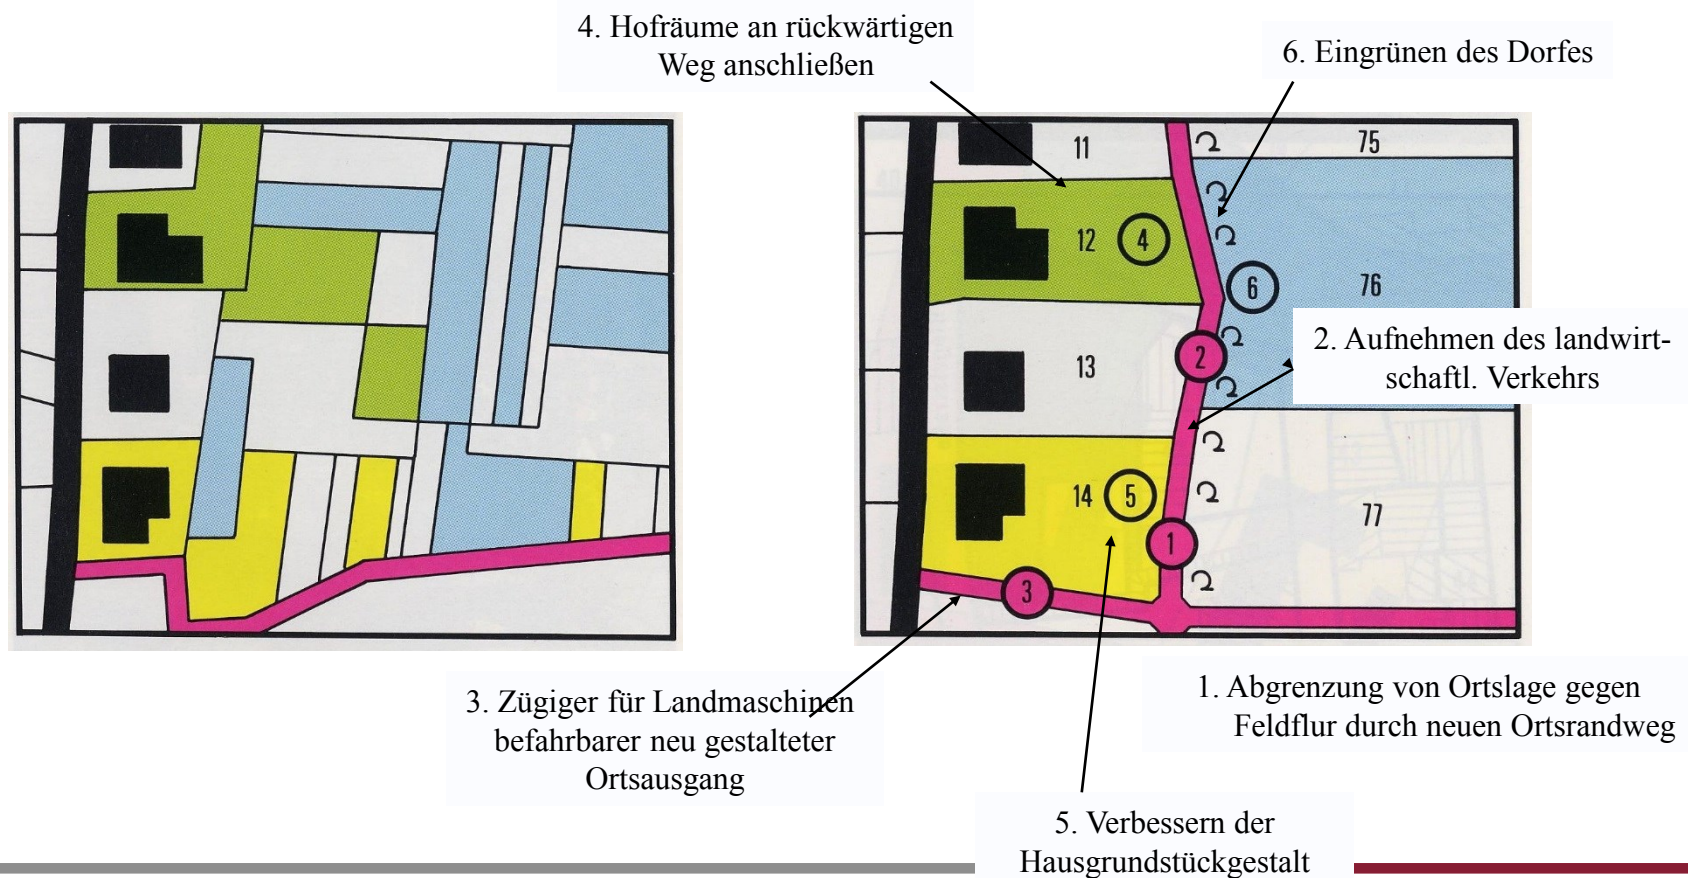 4. Hofräume an rückwärtigen
Weg anschließen
6. Eingrünen des Dorfes
11
75
12
4
6
76
2. Aufnehmen des landwirt-
schaftl. Verkehrs
2
13
14
5
77
1
3
3. Zügiger für Landmaschinen
befahrbarer neu gestalteter
Ortsausgang
1. Abgrenzung von Ortslage gegen
Feldflur durch neuen Ortsrandweg
5. Verbessern der
Hausgrundstückgestalt